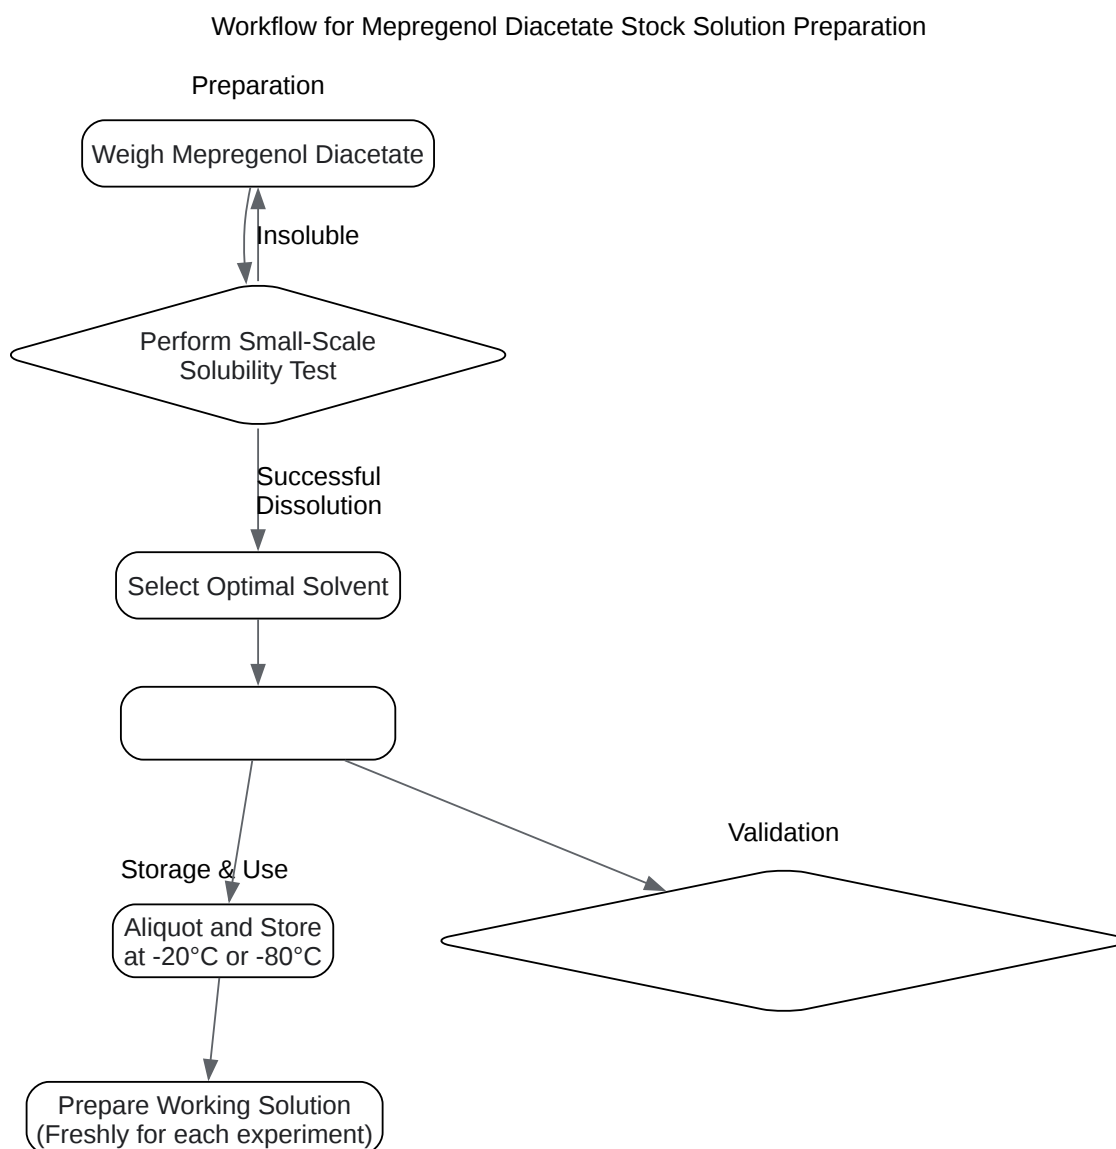 Workflow for Mepregenol Diacetate Stock Solution Preparation
Preparation
Weigh Mepregenol Diacetate
Insoluble
Perform Small-Scale
Solubility Test
Successful
Dissolution
Select Optimal Solvent
Validation
Storage & Use
Aliquot and Store
at -20°C or -80°C
Prepare Working Solution
(Freshly for each experiment)